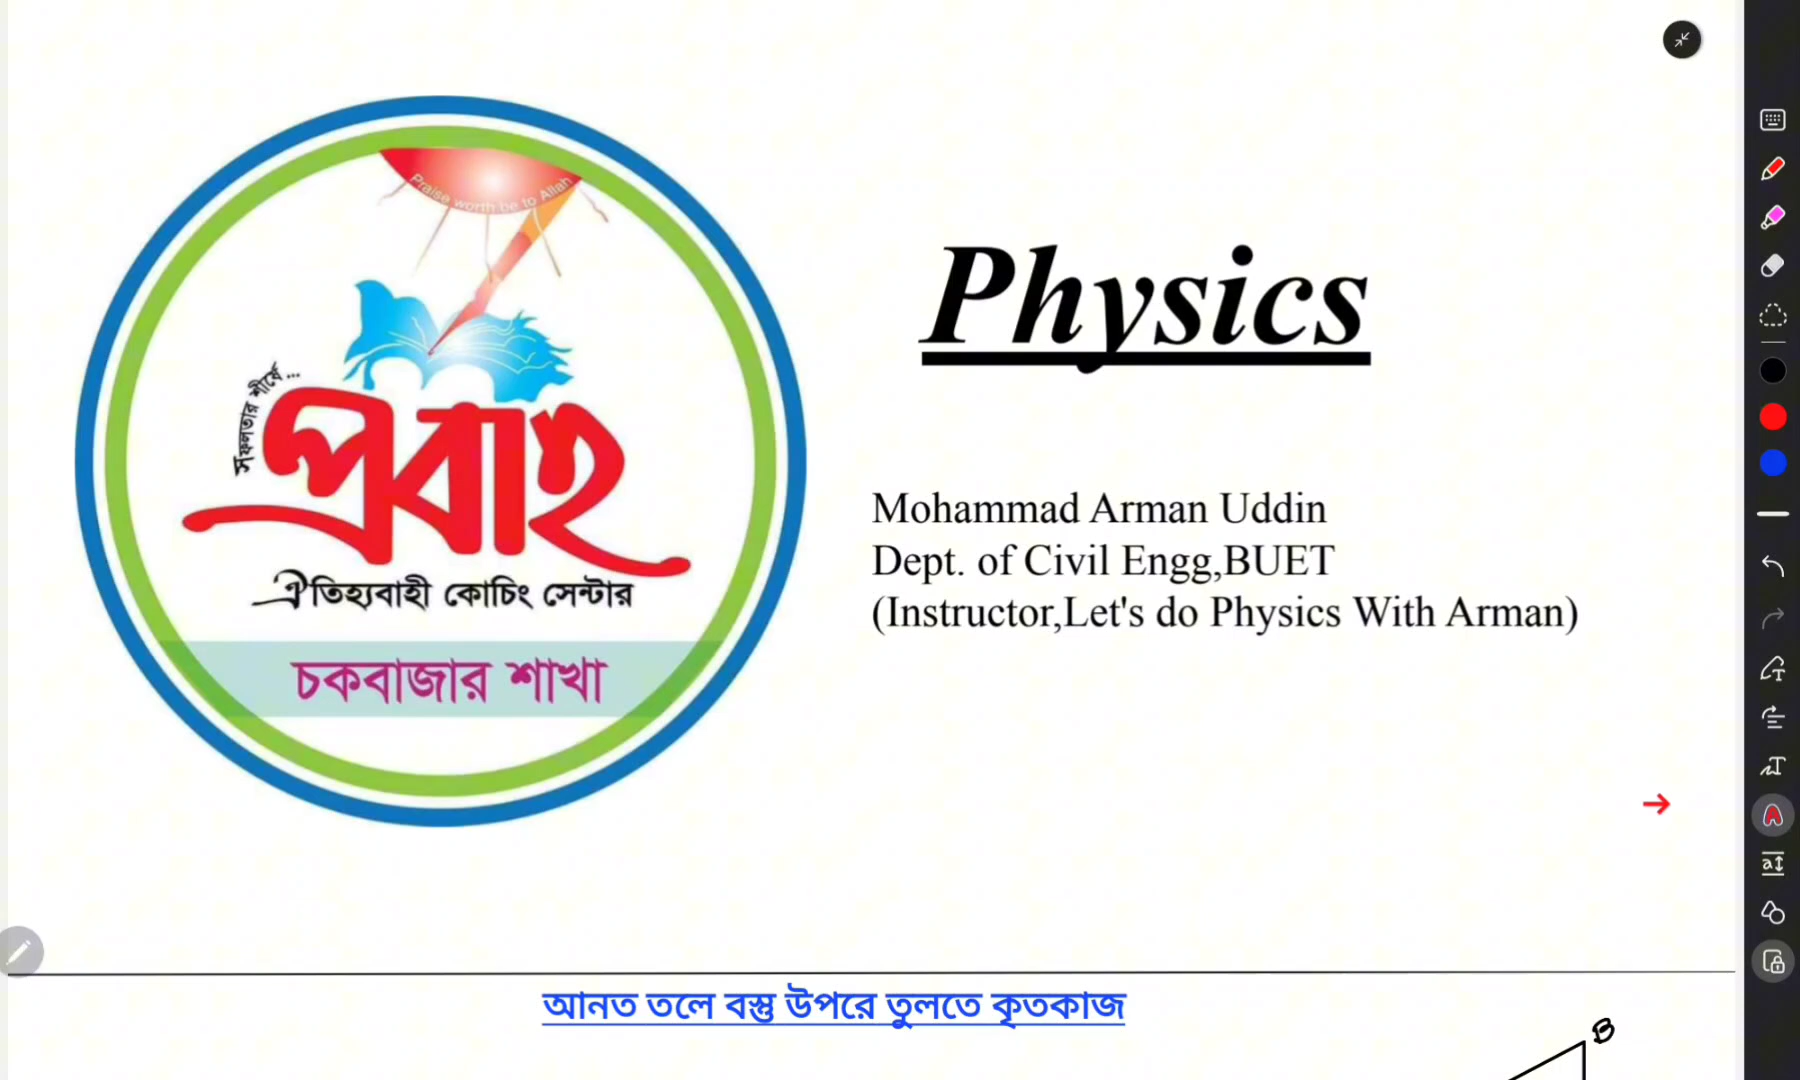 Praise worth be to Allah
সফলতার শীর্ষে ...
প্রবাহ
ঐতিহ্যবাহী কোচিং সেন্টার
চকবাজার শাখা
Physics
Mohammad Arman Uddin
Dept. of Civil Engg,BUET
(Instructor,Let's do Physics With Arman)
আনত তলে বস্তু উপরে তুলতে কৃতকাজ
B